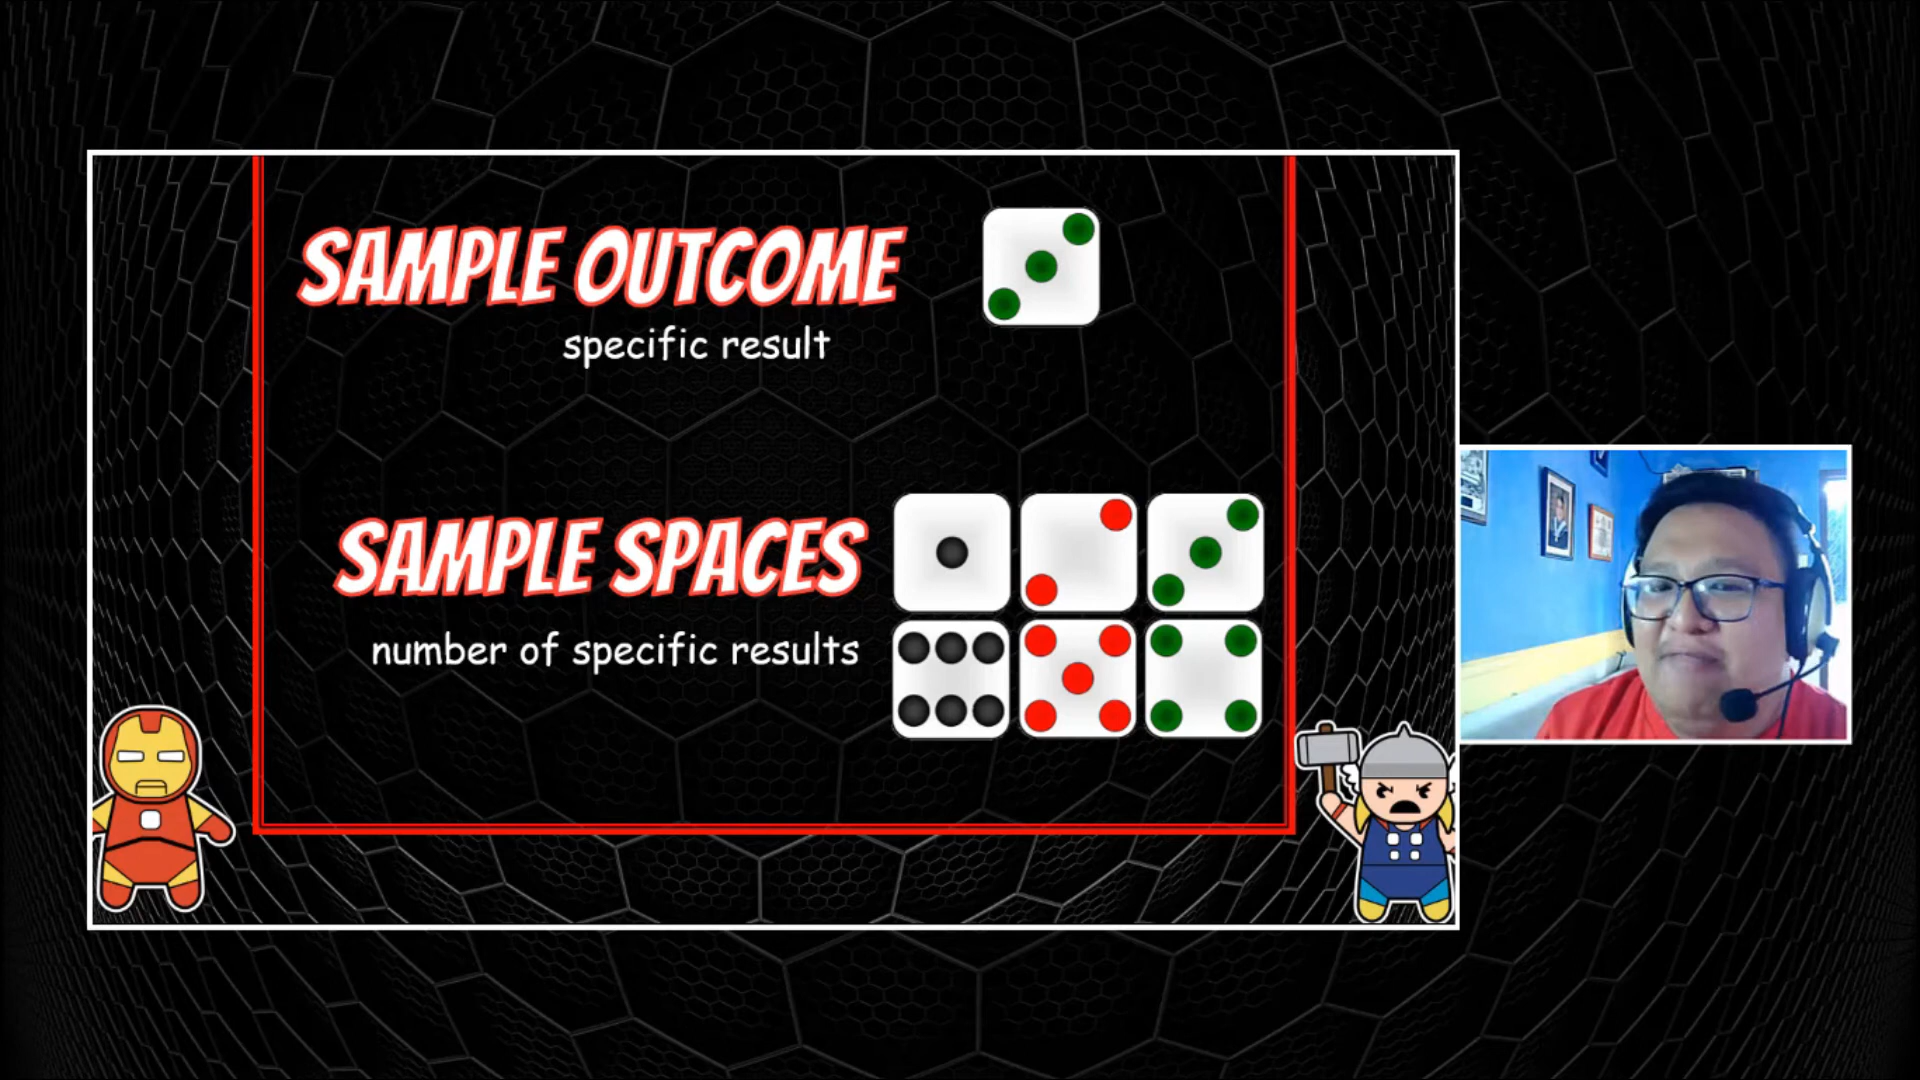 SAMPLE OUTCOME
specific result
SAMPLE SPACES
number of specific results